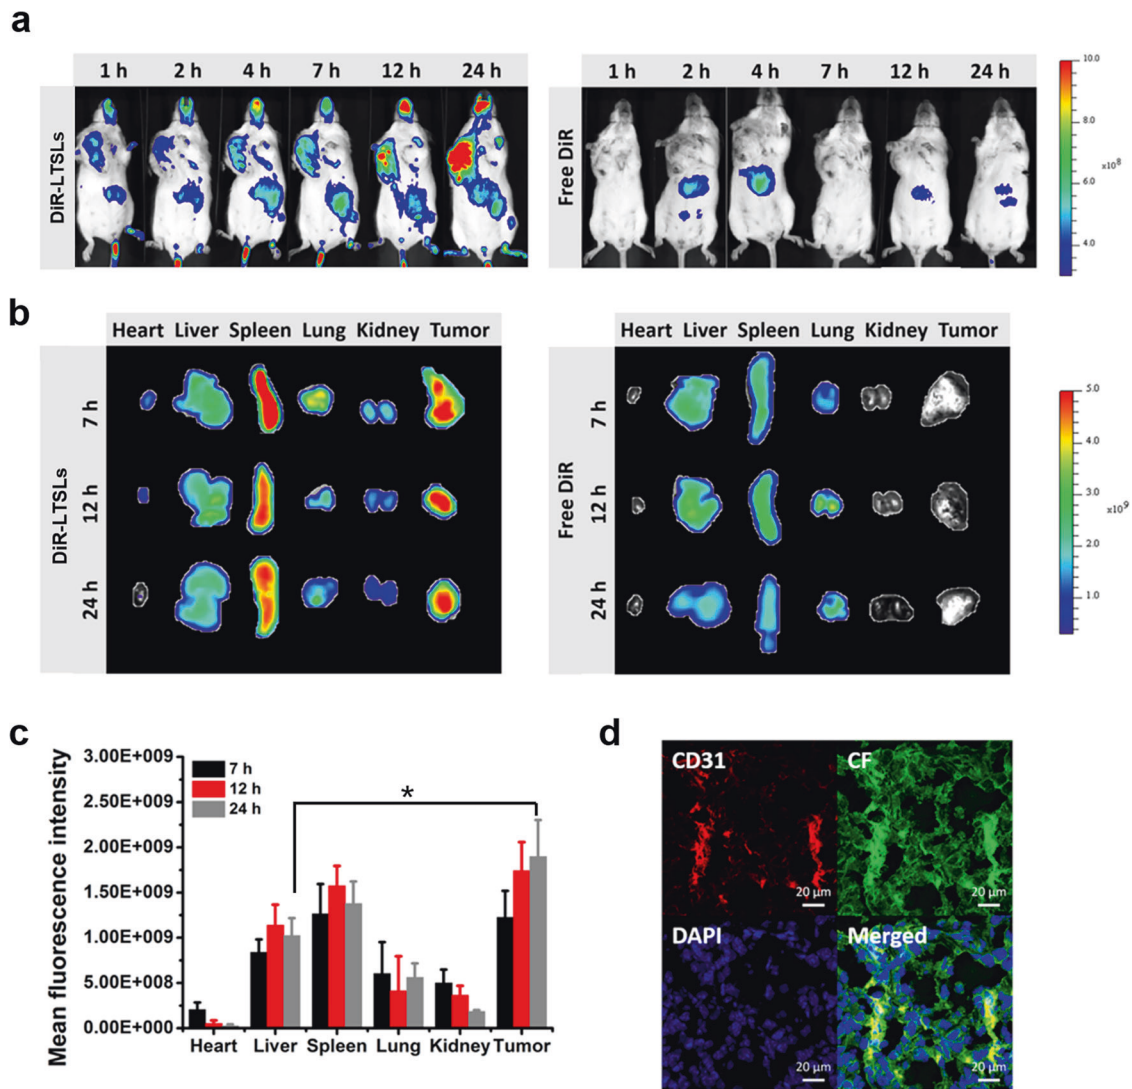 a
1 h 2 h 4 h 7 h 12 h 24 h
DiR-LTSLs
1 h 2 h 4 h 7 h 12 h 24 h
Free DiR
10.0
8.0
x10⁸
6.0
4.0
b
Heart Liver Spleen Lung Kidney Tumor
DiR-LTSLs
7 h
12 h
24 h
Heart Liver Spleen Lung Kidney Tumor
Free DiR
7 h
12 h
24 h
5.0
4.0
3.0
x10⁹
2.0
1.0
c
Mean fluorescence intensity
3.00E+009
2.50E+009
2.00E+009
1.50E+009
1.00E+009
5.00E+008
0.00E+000
7 h
12 h
24 h
*
Heart Liver Spleen Lung Kidney Tumor
d
CD31
20 µm
CF
20 µm
DAPI
20 µm
Merged
20 µm